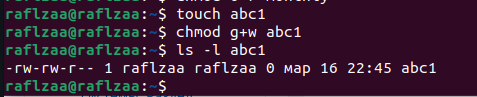 raflzaa@raflzaa:~$ touch abc1
raflzaa@raflzaa:~$ chmod g+w abc1
raflzaa@raflzaa:~$ ls -l abc1
-rw-rw-r-- 1 raflzaa raflzaa 0 мар 16 22:45 abc1
raflzaa@raflzaa:~$